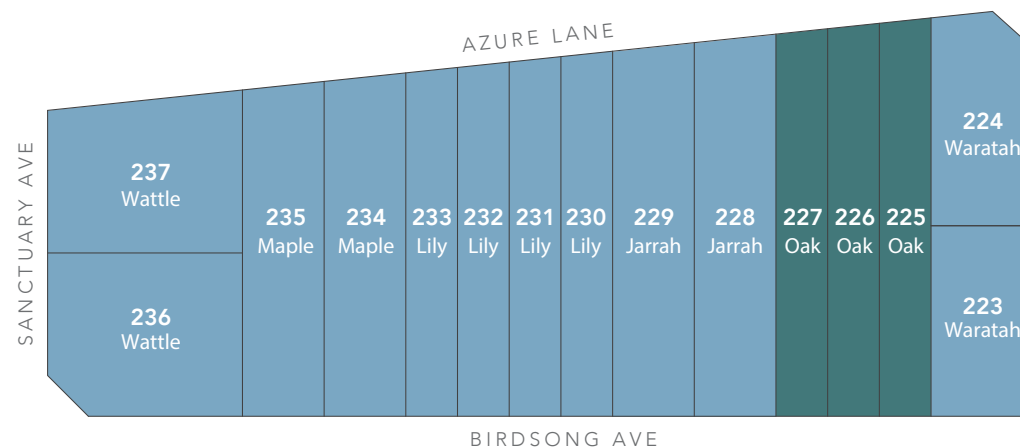 AZURE LANE
SANCTUARY AVE
237
Wattle
236
Wattle
235
Maple
234
Maple
233
Lily
232
Lily
231
Lily
230
Lily
229
Jarrah
228
Jarrah
227
Oak
226
Oak
225
Oak
224
Waratah
223
Waratah
BIRDSONG AVE